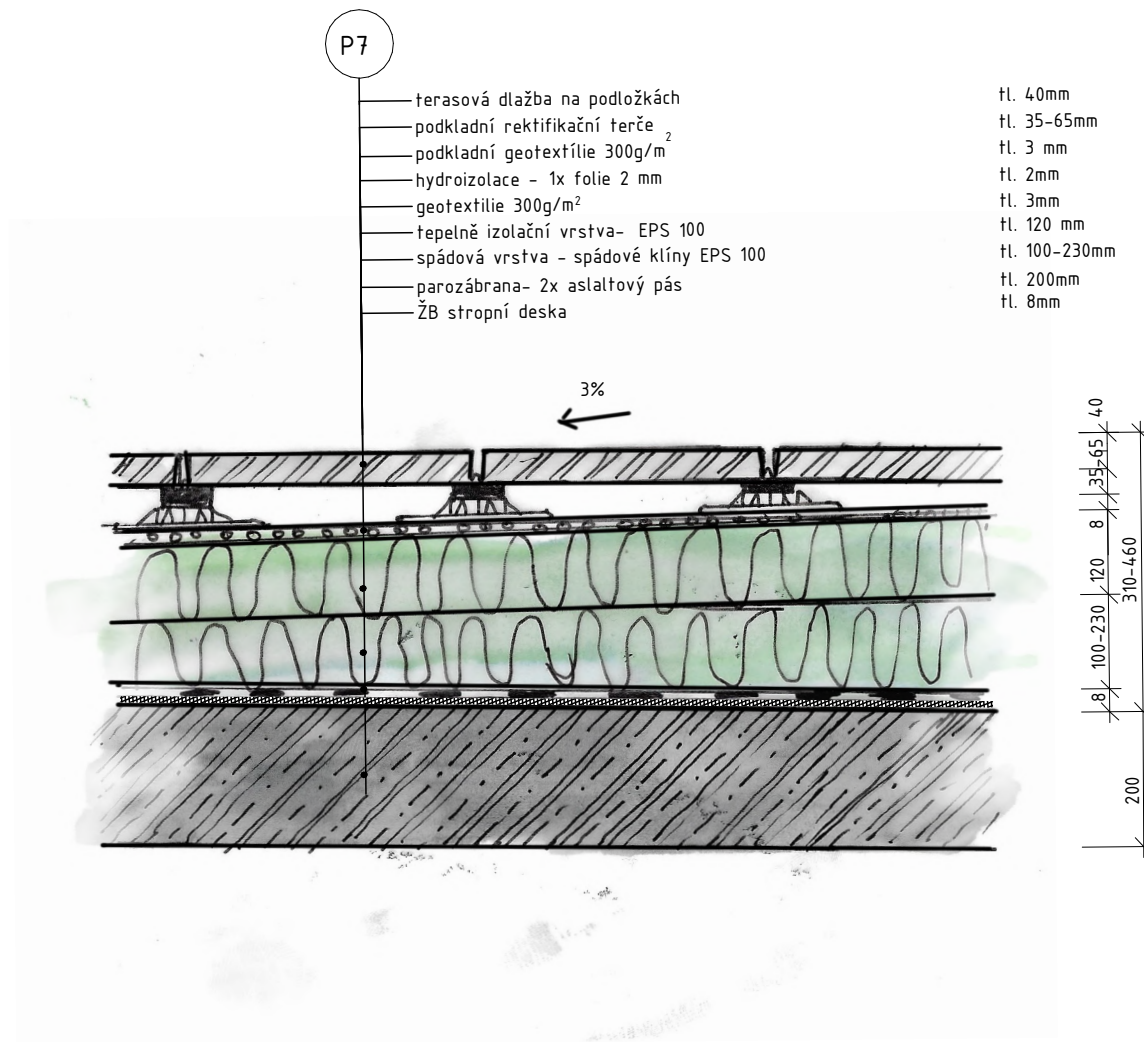 P7
terasová dlažba na podložkách tl. 40mm
podkladní rektifikační terče tl. 35-65mm
podkladní geotextílie 300g/m² tl. 3 mm
hydroizolace - 1x folie 2 mm tl. 2mm
geotextilie 300g/m² tl. 3mm
tepelně izolační vrstva- EPS 100 tl. 120 mm
spádová vrstva - spádové klíny EPS 100 tl. 100-230mm
parozábrana- 2x aslaltový pás tl. 200mm
ŽB stropní deska tl. 8mm
3%
40
35-65
8
120
100-230
8
310-460
200